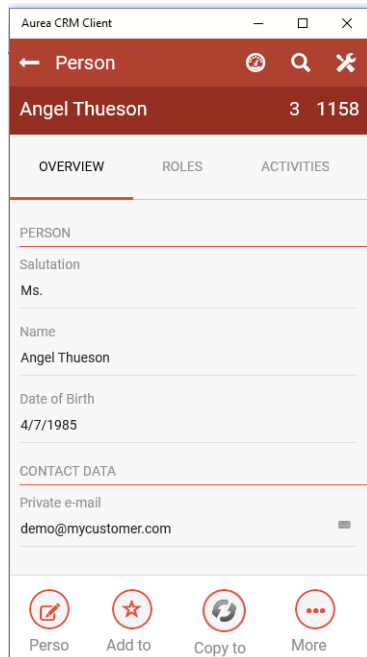 Aurea CRM Client
Person
Angel Thueson 3 1158
OVERVIEW ROLES ACTIVITIES
PERSON
Salutation
Ms.
Name
Angel Thueson
Date of Birth
4/7/1985
CONTACT DATA
Private e-mail
demo@mycustomer.com
Perso Add to Copy to More